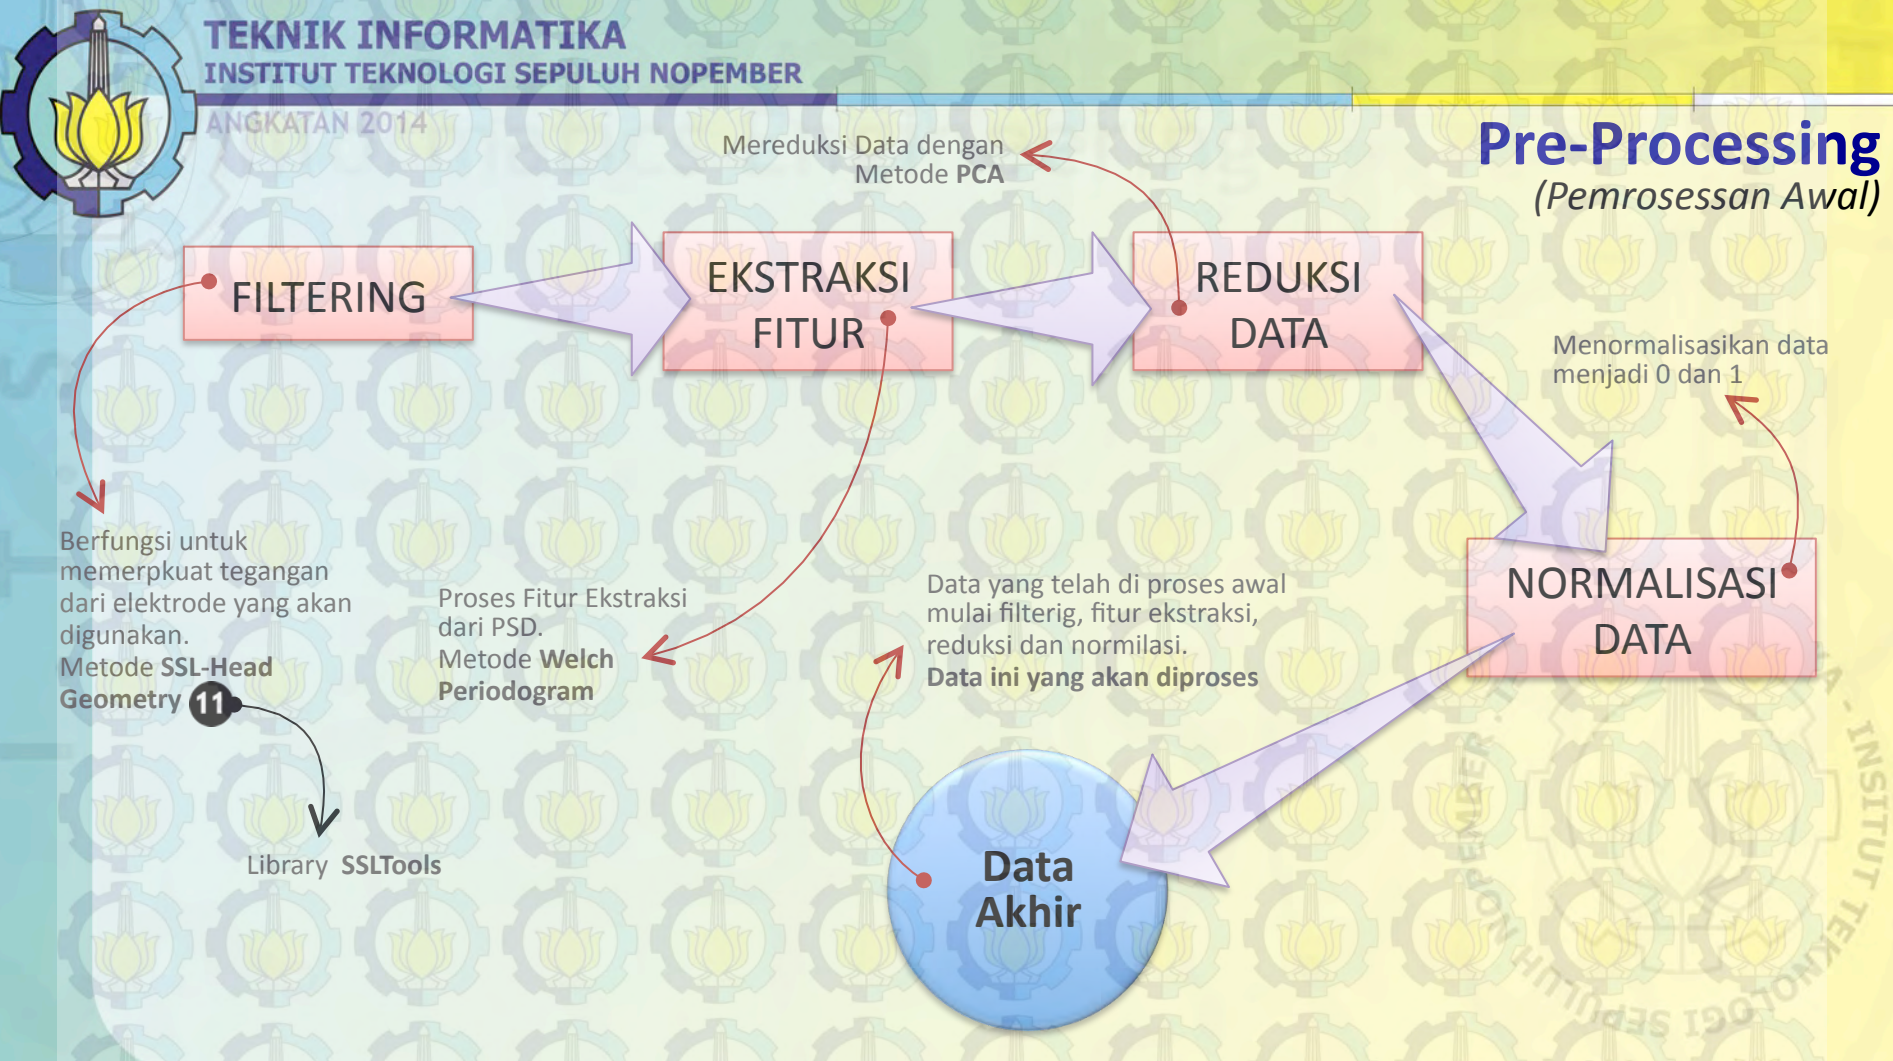 TEKNIK INFORMATIKA
INSTITUT TEKNOLOGI SEPULUH NOPEMBER
ANGKATAN 2014
Pre-Processing
(Pemrosessan Awal)
Mereduksi Data dengan
Metode PCA
FILTERING
EKSTRAKSI
FITUR
REDUKSI
DATA
Menormalisasikan data
menjadi 0 dan 1
NORMALISASI
DATA
Berfungsi untuk
memerpkuat tegangan
dari elektrode yang akan
digunakan.
Metode SSL-Head
Geometry 11
Library SSLTools
Proses Fitur Ekstraksi
dari PSD.
Metode Welch
Periodogram
Data yang telah di proses awal
mulai filterig, fitur ekstraksi,
reduksi dan normilasi.
Data ini yang akan diproses
Data
Akhir